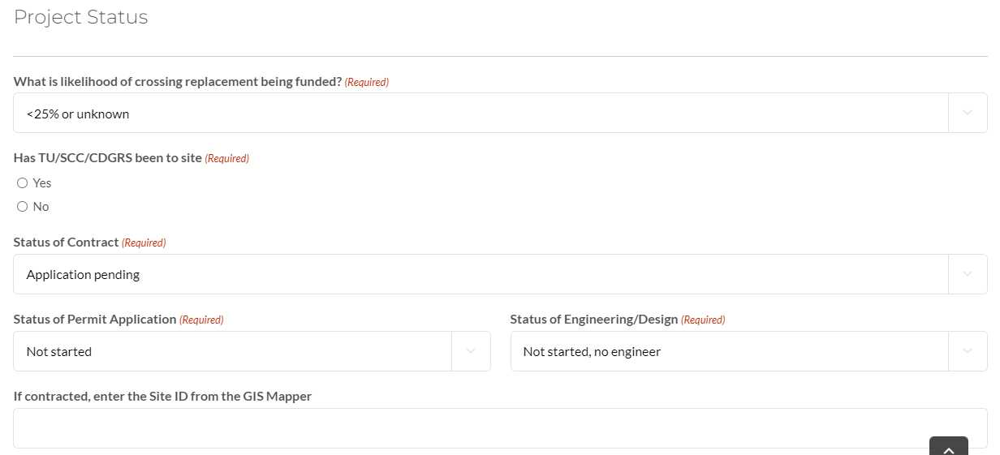 Project Status
What is likelihood of crossing replacement being funded? (Required)
<25% or unknown
Has TU/SCC/CDGRS been to site (Required)
Yes
No
Status of Contract (Required)
Application pending
Status of Permit Application (Required)
Status of Engineering/Design (Required)
Not started
Not started, no engineer
If contracted, enter the Site ID from the GIS Mapper